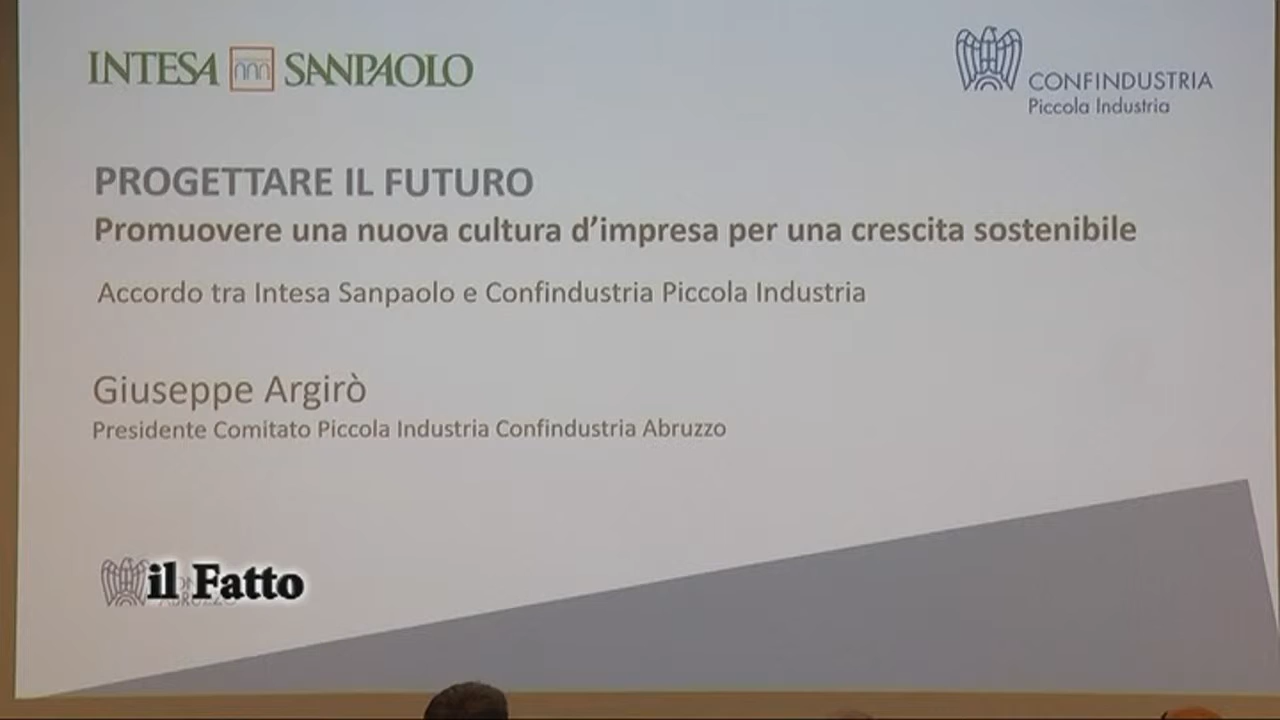 INTESA SANPAOLO
CONFINDUSTRIA
Piccola Industria
PROGETTARE IL FUTURO
Promuovere una nuova cultura d'impresa per una crescita sostenibile
Accordo tra Intesa Sanpaolo e Confindustria Piccola Industria
Giuseppe Argirò
Presidente Comitato Piccola Industria Confindustria Abruzzo
il Fatto